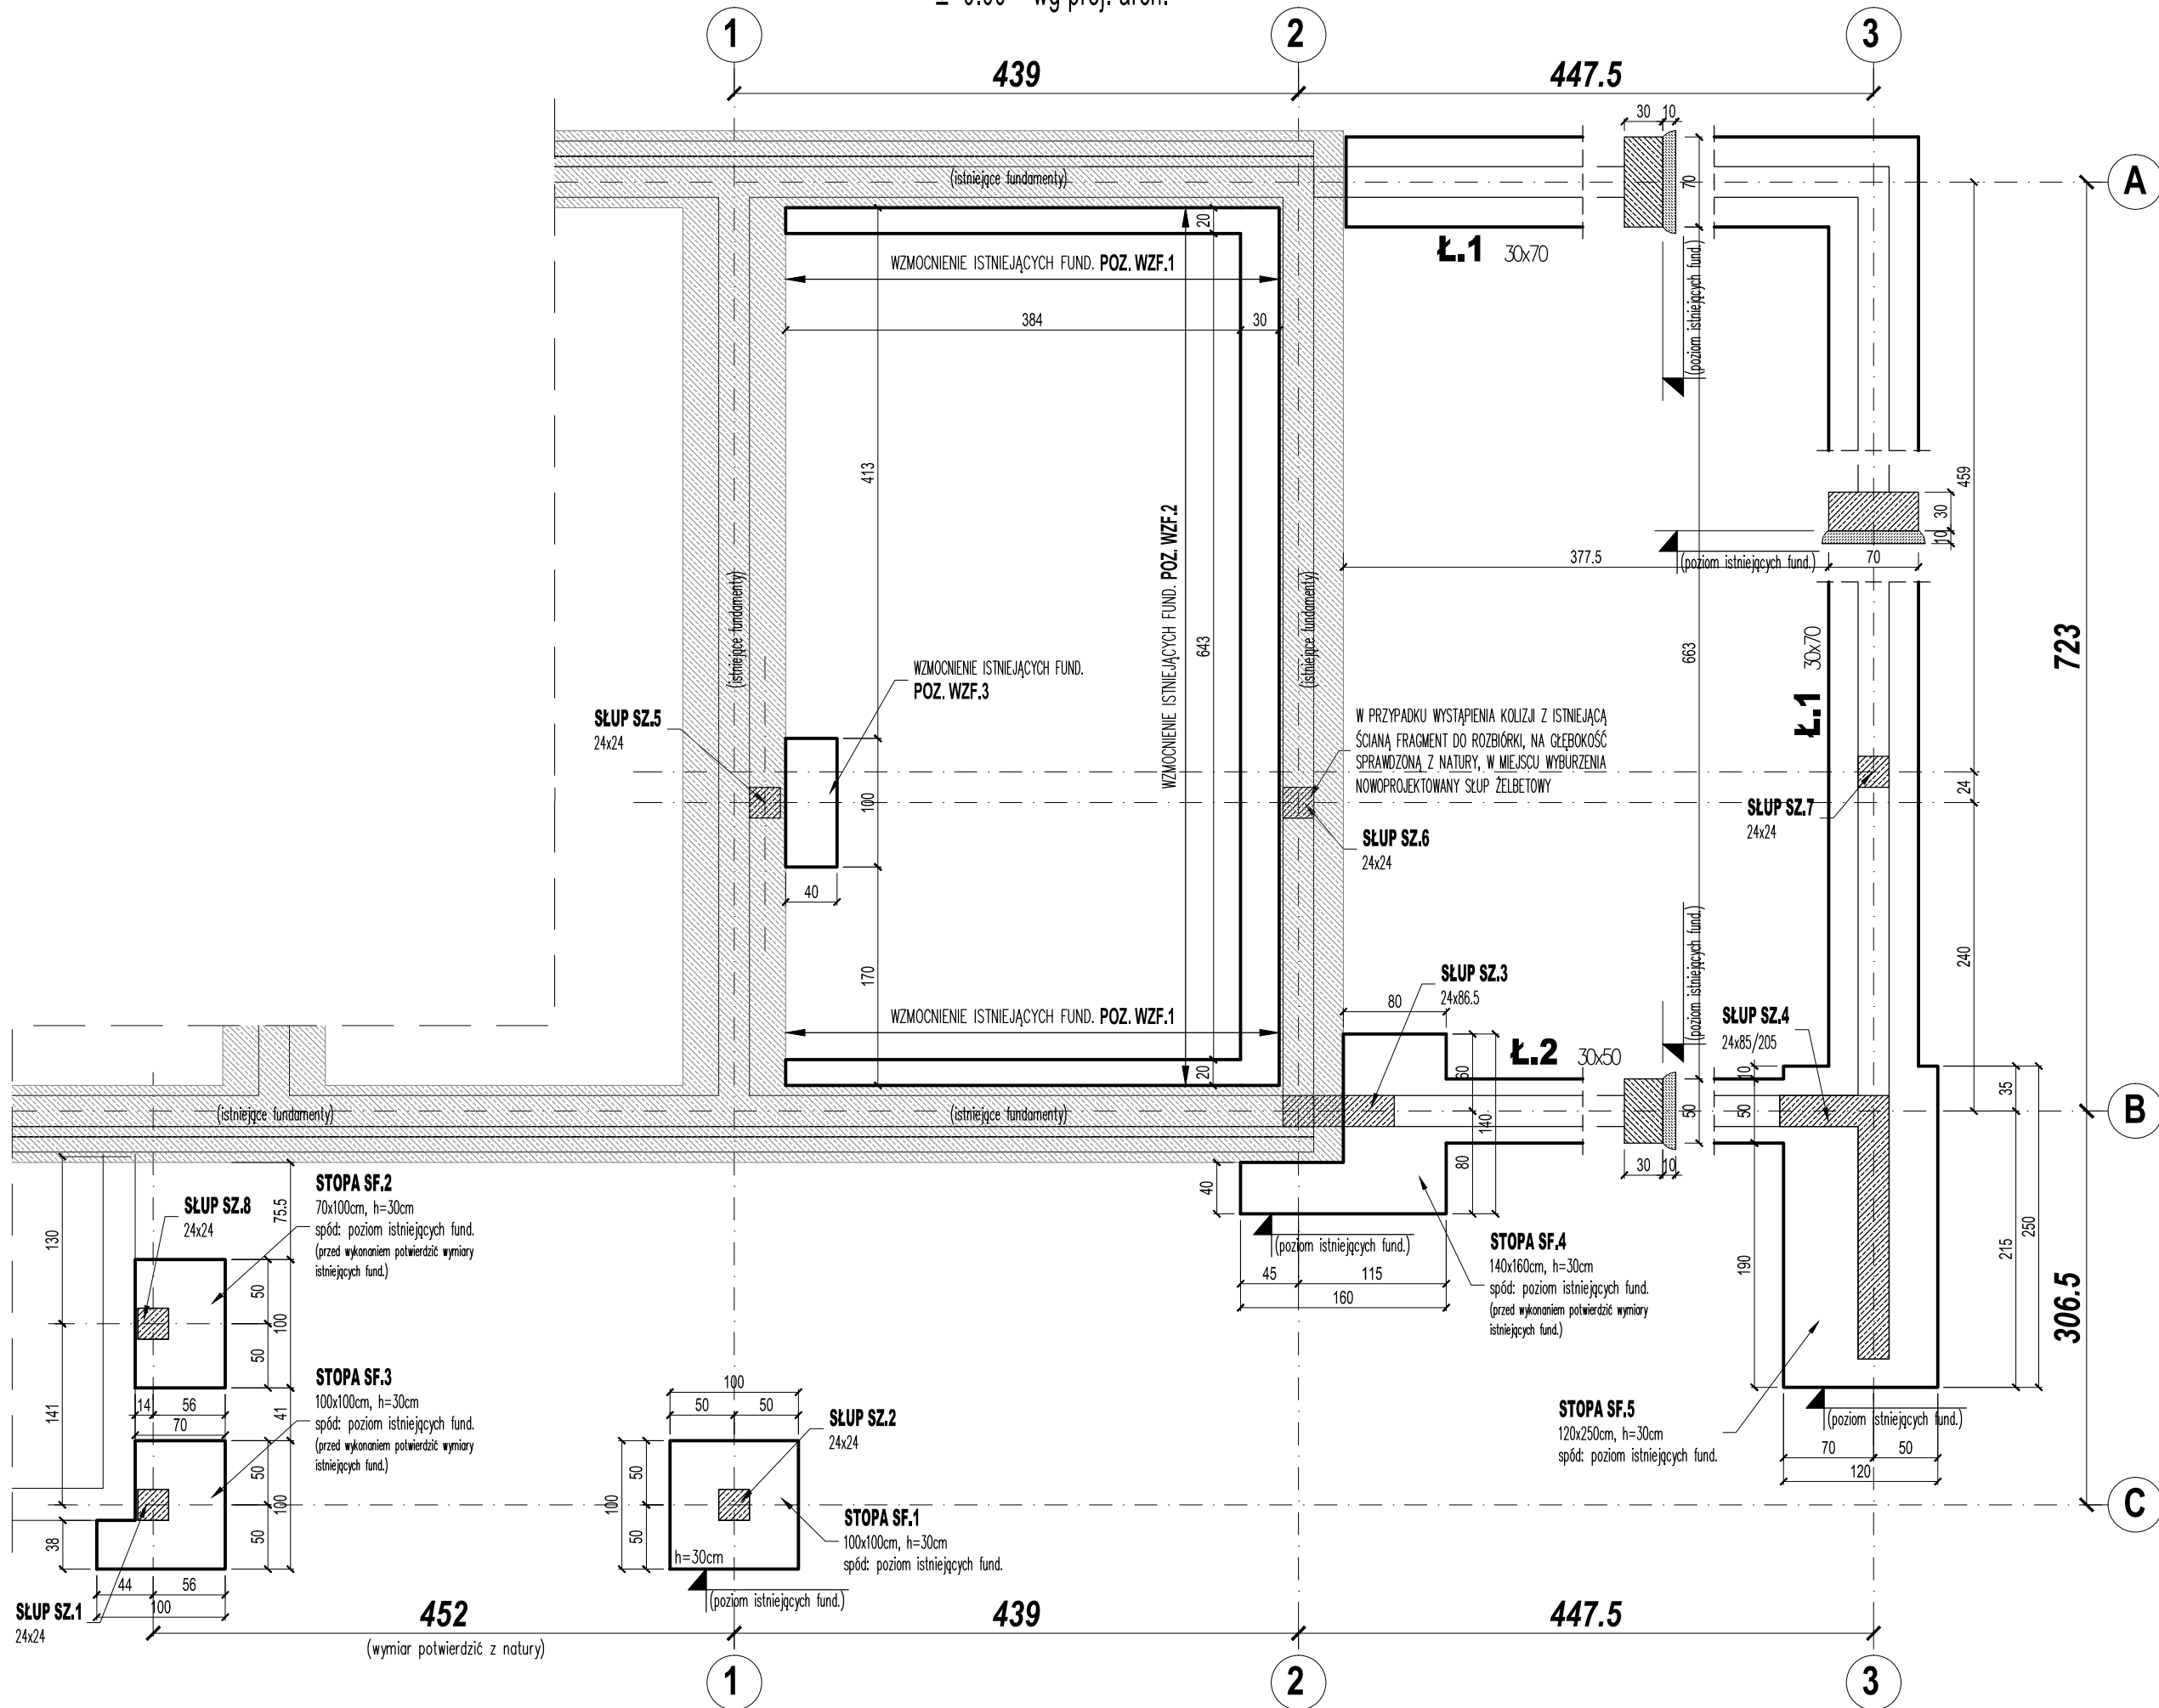 1
2
3
439
447.5
30
10
A
(istniejące fundamenty)
70
20
Ł.1 30x70
WZMOCNIENIE ISTNIEJĄCYCH FUND. POZ. WZF.1
(poziom istniejących fund.)
384
30
413
459
30
10
WZMOCNIENIE ISTNIEJĄCYCH FUND. POZ. WZF.2
377.5
(poziom istniejących fund.)
70
(istniejące fundamenty)
(istniejące fundamenty)
643
663
30x70
Ł.1
723
WZMOCNIENIE ISTNIEJĄCYCH FUND.
POZ. WZF.3
SŁUP SZ.5
24x24
W PRZYPADKU WYSTĄPIENIA KOLIZJI Z ISTNIEJĄCĄ
ŚCIANĄ FRAGMENT DO ROZBIÓRKI, NA GŁĘBOKOŚĆ
SPRAWDZONĄ Z NATURY, W MIEJSCU WYBURZENIA
NOWOPROJEKTOWANY SŁUP ŻELBETOWY
24
100
SŁUP SZ.7
24x24
SŁUP SZ.6
24x24
40
240
170
(poziom istniejących fund.)
SŁUP SZ.3
24x86.5
80
WZMOCNIENIE ISTNIEJĄCYCH FUND. POZ. WZF.1
SŁUP SZ.4
24x85/205
Ł.2 30x50
20
60
10
35
(istniejące fundamenty)
(istniejące fundamenty)
50
50
140
B
80
30
10
40
STOPA SF.2
70x100cm, h=30cm
spód: poziom istniejących fund.
(przed wykonaniem potwierdzić wymiary
istniejących fund.)
SŁUP SZ.8
24x24
75.5
130
(poziom istniejących fund.)
STOPA SF.4
140x160cm, h=30cm
spód: poziom istniejących fund.
(przed wykonaniem potwierdzić wymiary
istniejących fund.)
45
115
160
190
215
250
306.5
50
100
50
STOPA SF.3
100x100cm, h=30cm
spód: poziom istniejących fund.
(przed wykonaniem potwierdzić wymiary
istniejących fund.)
14
56
70
41
141
100
50
50
SŁUP SZ.2
24x24
STOPA SF.5
120x250cm, h=30cm
spód: poziom istniejących fund.
(poziom istniejących fund.)
70
50
120
50
100
50
50
100
50
C
STOPA SF.1
100x100cm, h=30cm
spód: poziom istniejących fund.
38
h=30cm
(poziom istniejących fund.)
44
56
100
SŁUP SZ.1
24x24
452
(wymiar potwierdzić z natury)
439
447.5
1
2
3